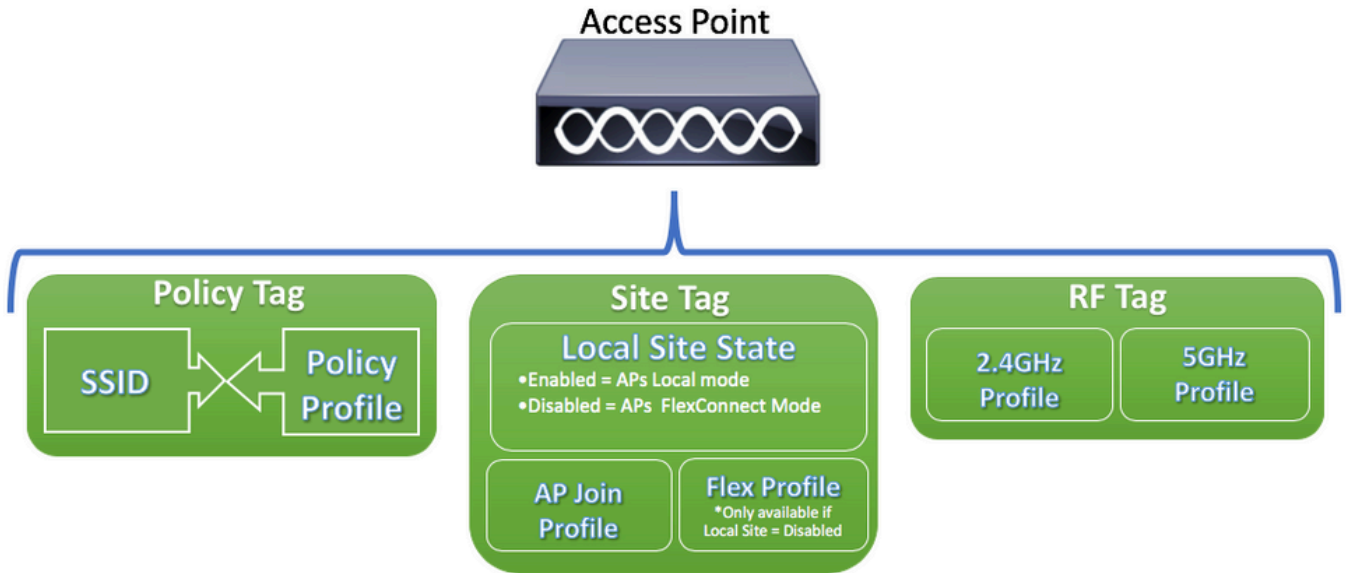 Access Point
Policy Tag
SSID
Policy
Profile
Site Tag
Local Site State
•Enabled = APs Local mode
•Disabled = APs FlexConnect Mode
AP Join
Profile
Flex Profile
*Only available if
Local Site = Disabled
RF Tag
2.4GHz
Profile
5GHz
Profile